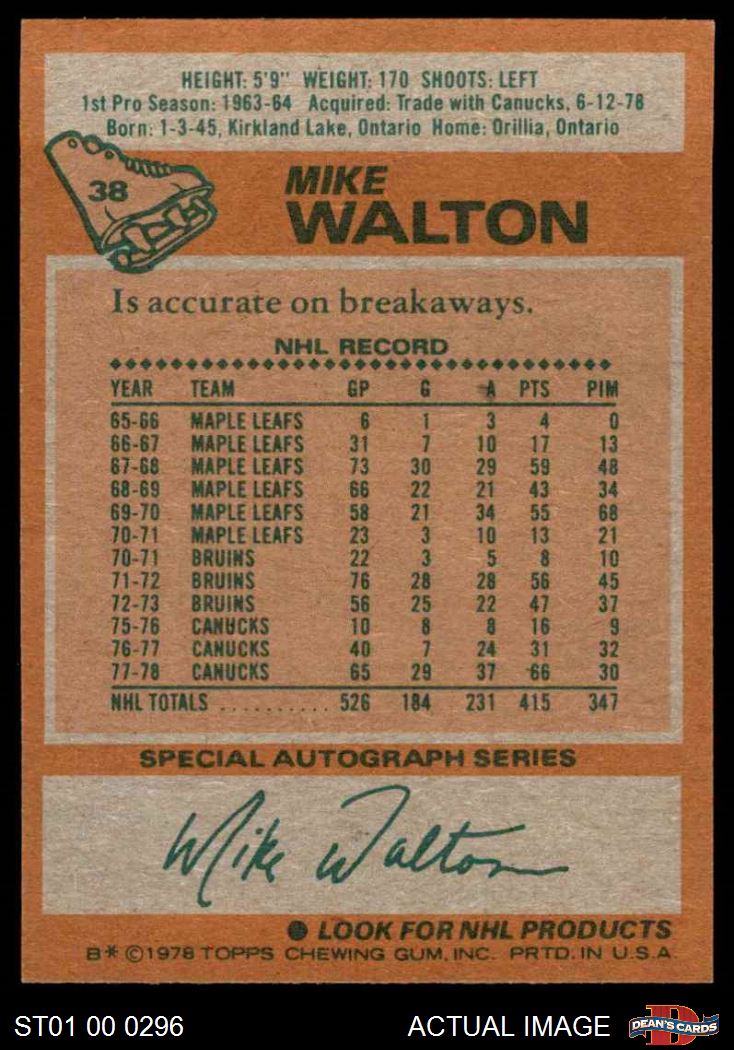 HEIGHT: 5'9" WEIGHT: 170 SHOOTS: LEFT
1st Pro Season: 1963-64 Acquired: Trade with Canucks, 6-12-78
Born: 1-3-45, Kirkland Lake, Ontario Home: Orillia, Ontario
38
MIKE
WALTON
Is accurate on breakaways.
NHL RECORD
YEAR TEAM GP G A PTS PIM
65-66 MAPLE LEAFS 6 1 3 4 0
66-67 MAPLE LEAFS 31 7 10 17 13
67-68 MAPLE LEAFS 73 30 29 59 48
68-69 MAPLE LEAFS 66 22 21 43 34
69-70 MAPLE LEAFS 58 21 34 55 68
70-71 MAPLE LEAFS 23 3 10 13 21
70-71 BRUINS 22 3 5 8 10
71-72 BRUINS 76 28 28 56 45
72-73 BRUINS 56 25 22 47 37
75-76 CANUCKS 10 8 8 16 9
76-77 CANUCKS 40 7 24 31 32
77-78 CANUCKS 65 29 37 66 30
NHL TOTALS .......... 526 184 231 415 347
SPECIAL AUTOGRAPH SERIES
Mike Walton
● LOOK FOR NHL PRODUCTS
B* ©1978 TOPPS CHEWING GUM, INC. PRTD. IN U.S.A.
ST01 00 0296 ACTUAL IMAGE D DEAN'S CARDS